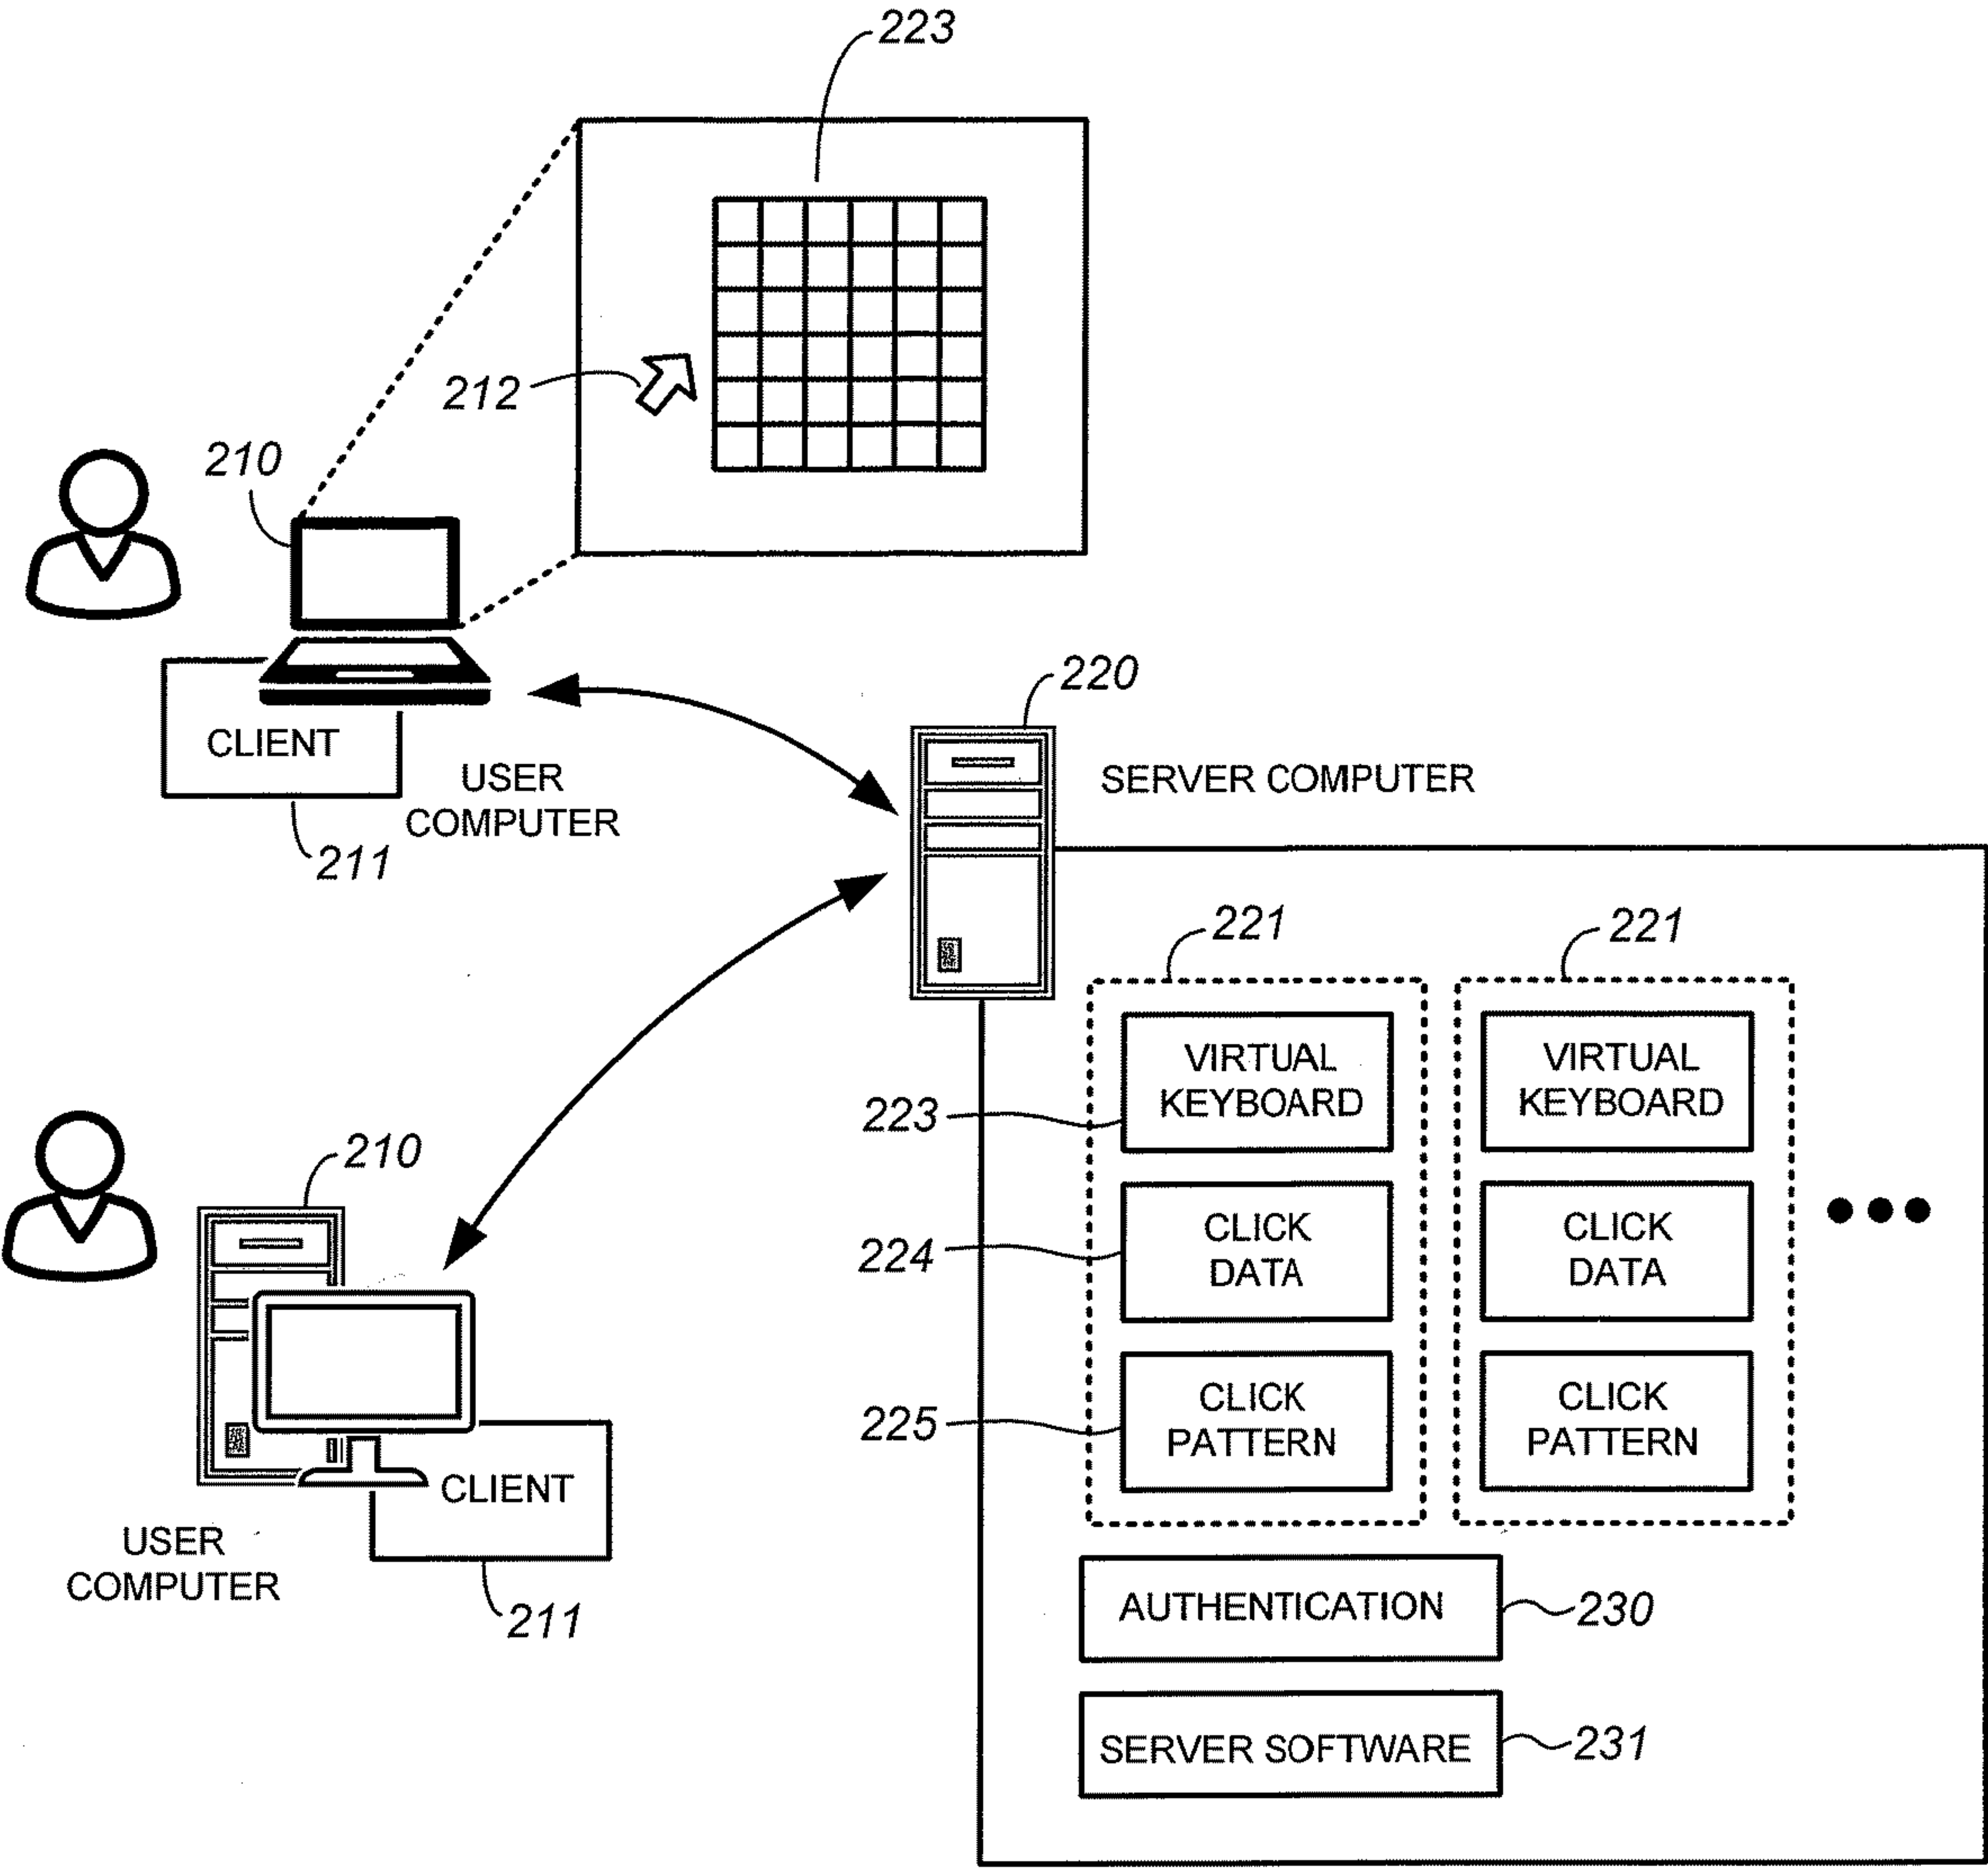 223
212
210
CLIENT
USER
COMPUTER
211
220
SERVER COMPUTER
221
221
VIRTUAL
KEYBOARD
VIRTUAL
KEYBOARD
223
CLICK
DATA
CLICK
DATA
224
CLICK
PATTERN
CLICK
PATTERN
225
210
CLIENT
USER
COMPUTER
211
AUTHENTICATION
230
SERVER SOFTWARE
231